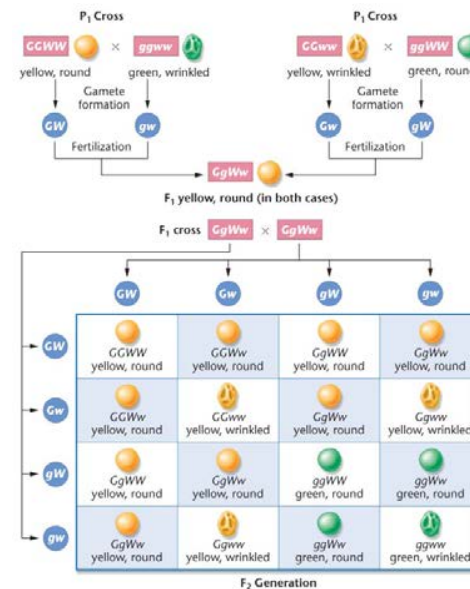 P1 Cross
P1 Cross
GGWW × ggww
GGww × ggWW
yellow, round green, wrinkled
yellow, wrinkled green, roun
Gamete
formation
Gamete
formation
GW gw
Gw gW
Fertilization
Fertilization
GgWw
F1 yellow, round (in both cases)
F1 cross GgWw × GgWw
GW Gw gW gw
GW
GGWW GGWw GgWW GgWw
yellow, round yellow, round yellow, round yellow, round
Gw
GGWw GGww GgWw Ggww
yellow, round yellow, wrinkled yellow, round yellow, wrinkled
gW
GgWW GgWw ggWW ggWw
yellow, round yellow, round green, round green, round
gw
GgWw Ggww ggWw ggww
yellow, round yellow, wrinkled green, round green, wrinkled
F2 Generation